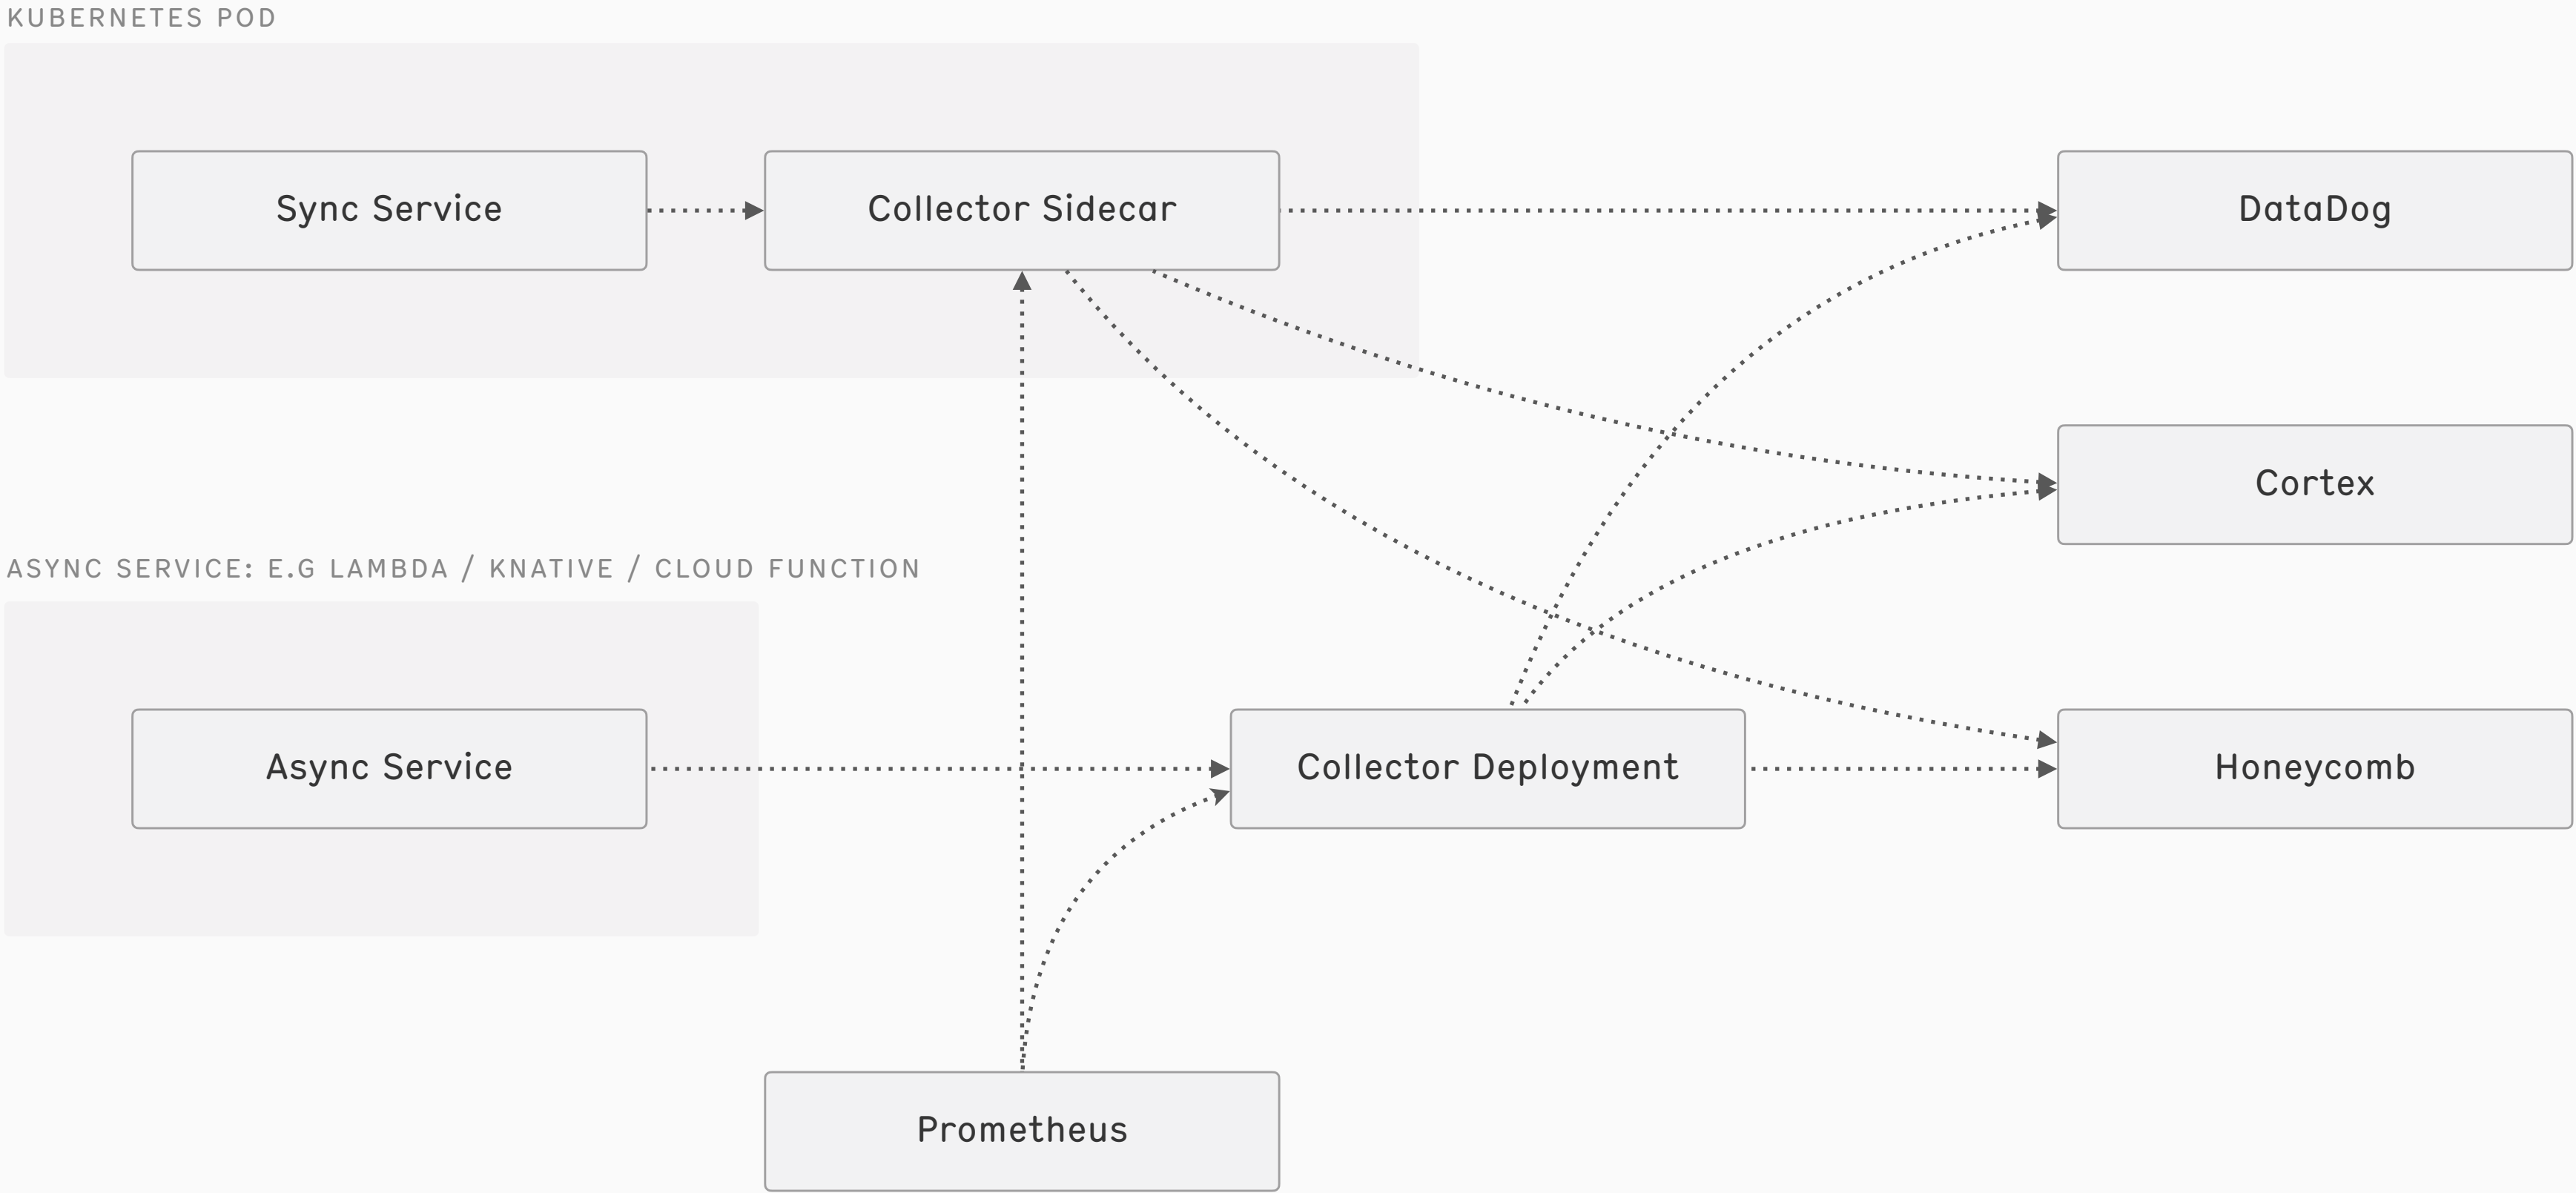 KUBERNETES POD
Sync Service
Collector Sidecar
DataDog
Cortex
ASYNC SERVICE: E.G LAMBDA / KNATIVE / CLOUD FUNCTION
Async Service
Collector Deployment
Honeycomb
Prometheus